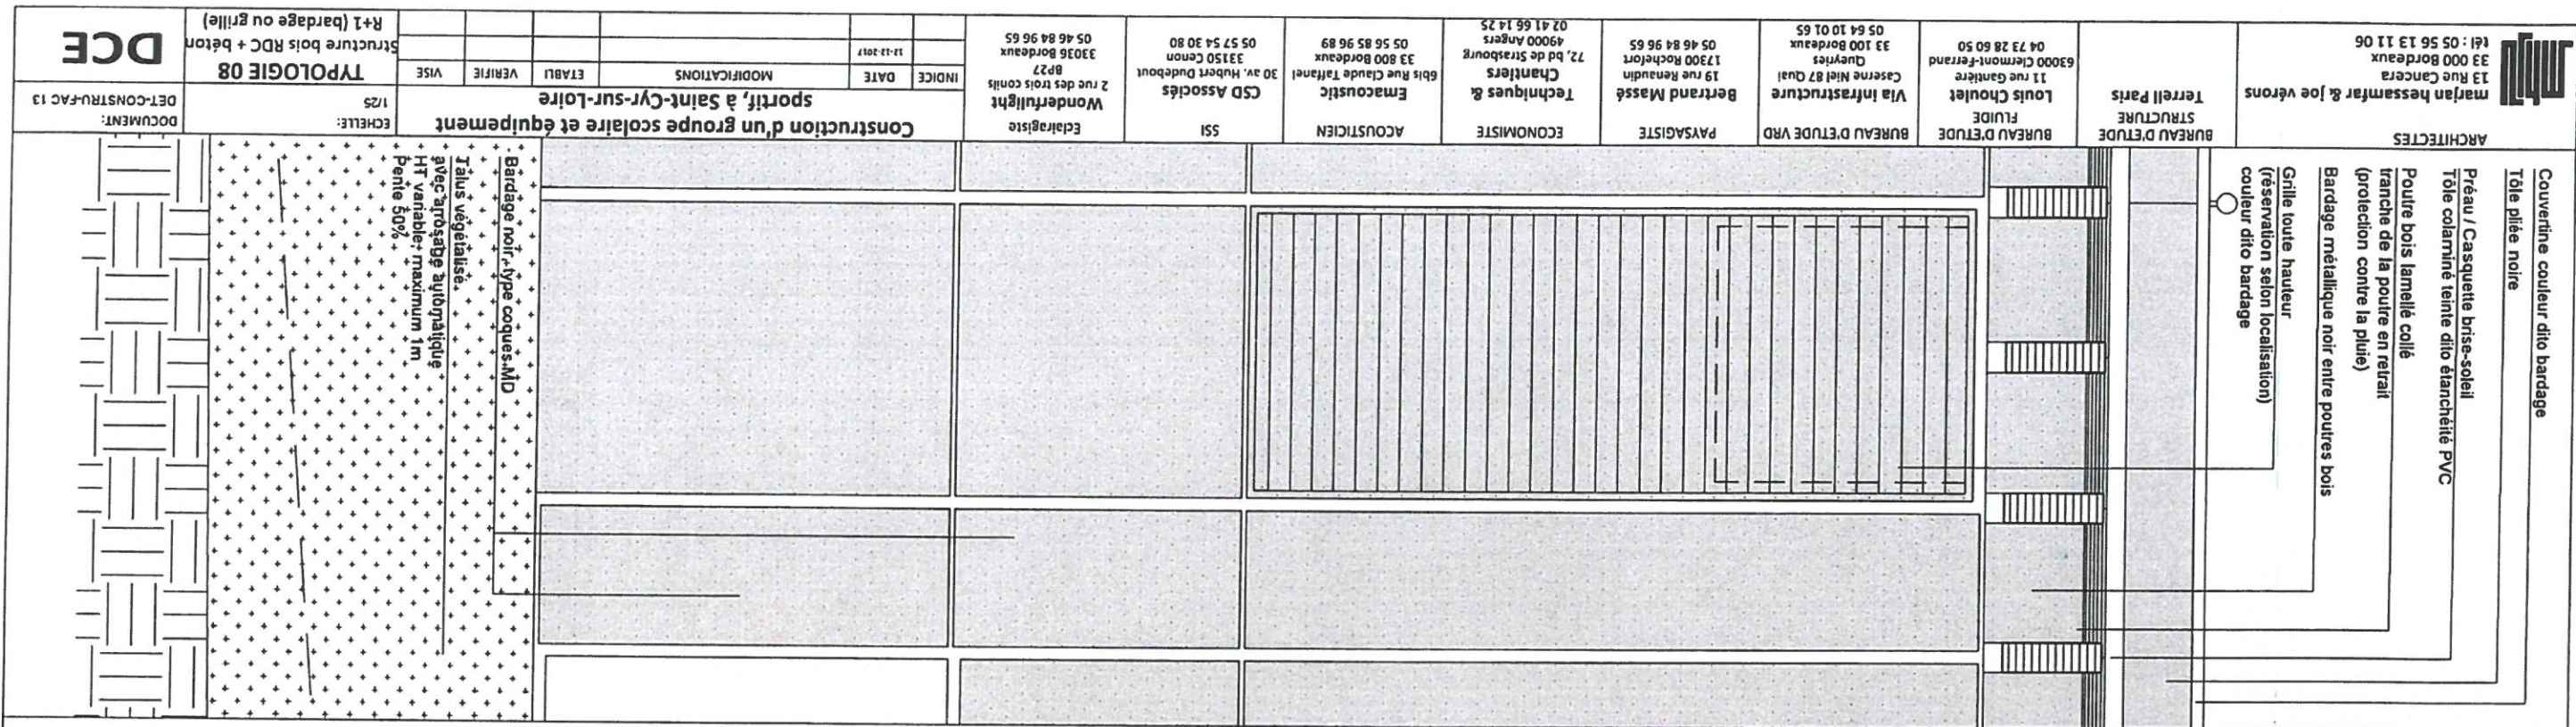 Couvertine couleur dito bardage
Tôle pliée noire
Préau / Casquette brise-soleil
Tôle colaminé teinte dito étanchéité PVC
Poutre bois lamellé collé
tranche de la poutre en retrait
(protection contre la pluie)
Bardage métallique noir entre poutres bois
Grille toute hauteur
(réservation selon localisation)
couleur dito bardage
Bardage noir, type coques MD
Talus végétalisé
avec arrosage automatique
HT variable, maximum 1m
Pente 50%
ARCHITECTES
marjan hessamfar & joe vérons
13 Rue Cancera
33 000 Bordeaux
tél : 05 56 13 11 06
BUREAU D'ETUDE
STRUCTURE
Terrell Paris
BUREAU D'ETUDE
FLUIDE
Louis Choulet
11 rue Gantière
63000 Clermont-Ferrand
04 73 28 60 50
BUREAU D'ETUDE VRD
Via Infrastructure
Caserne Niel 87 Quai
Queyries
33 100 Bordeaux
05 64 10 01 65
PAYSAGISTE
Bertrand Massé
19 rue Renaudin
17300 Rochefort
05 46 84 96 65
ECONOMISTE
Techniques &
Chantiers
72, bd de Strasbourg
49000 Angers
02 41 66 14 25
ACOUSTICIEN
Emacoustic
6bis Rue Claude Taffanel
33 800 Bordeaux
05 56 85 96 89
SSI
CSD Associés
30 av. Hubert Dudebout
33150 Cenon
05 57 54 30 80
Eclairagiste
Wonderfullight
2 rue des trois conils
BP27
33036 Bordeaux
05 46 84 96 65
Construction d'un groupe scolaire et équipement
sportif, à Saint-Cyr-sur-Loire
INDICE DATE MODIFICATIONS ETABLI VERIFIE VISE
12-12-2017
ECHELLE:
1/25
DOCUMENT:
DET-CONSTRU-FAC 13
TYPOLOGIE 08
Structure bois RDC + béton
R+1 (bardage ou grille)
DCE